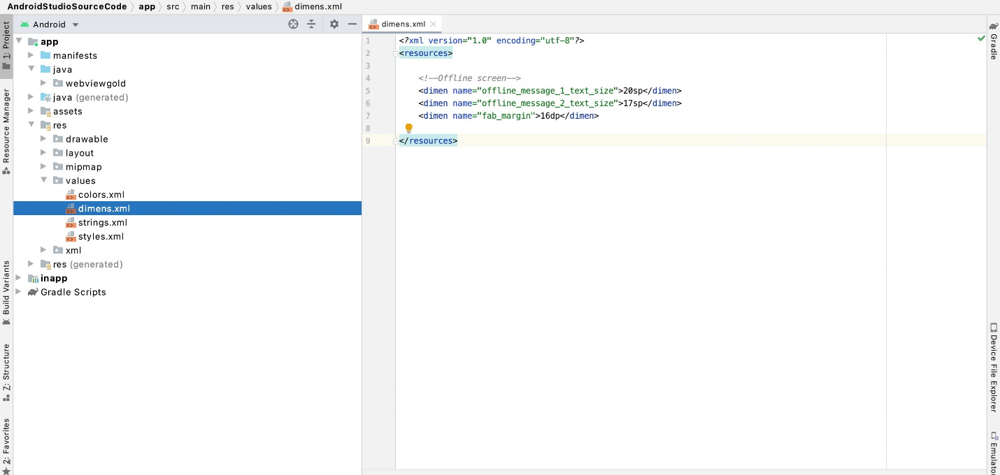 AndroidStudioSourceCode app src main res values dimens.xml
1: Project
Resource Manager
Build Variants
Z: Structure
2: Favorites
Android
app
manifests
java
webviewgold
java (generated)
assets
res
drawable
layout
mipmap
values
colors.xml
dimens.xml
strings.xml
styles.xml
xml
res (generated)
inapp
Gradle Scripts
dimens.xml
1 <?xml version="1.0" encoding="utf-8"?>
2 <resources>
3
4 <!--Offline screen-->
5 <dimen name="offline_message_1_text_size">20sp</dimen>
6 <dimen name="offline_message_2_text_size">17sp</dimen>
7 <dimen name="fab_margin">16dp</dimen>
8
9 </resources>
Gradle
Device File Explorer
Emulator